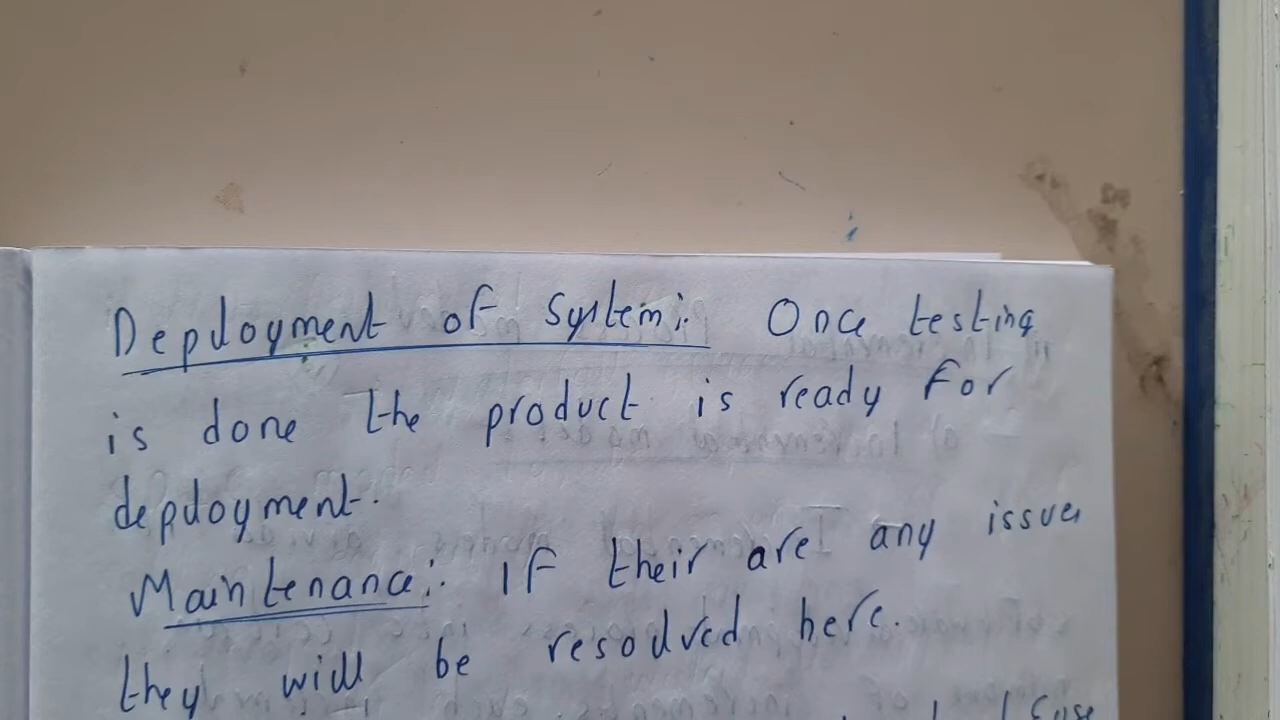 Deployment of System:- Once testing
is done the product is ready for
deployment.
Maintenance:- if their are any issues
they will be resolved here.